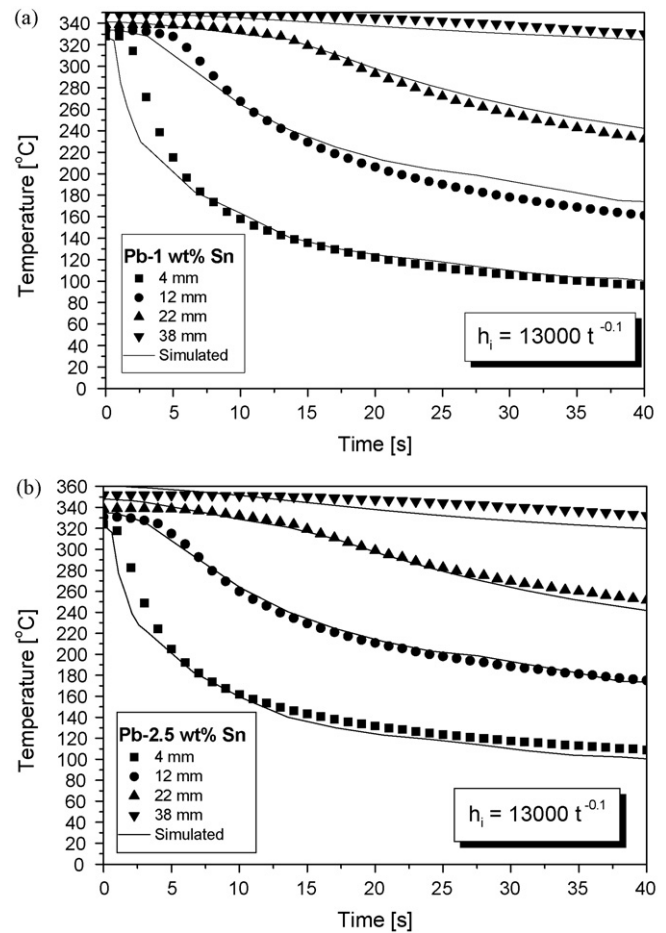 (a)
340
320
300
280
260
240
220
200
180
160
140
120
100
80
60
40
20
0
Temperature [°C]
Pb-1 wt% Sn
4 mm
12 mm
22 mm
38 mm
Simulated
hi = 13000 t -0.1
0 5 10 15 20 25 30 35 40
Time [s]
(b)
360
340
320
300
280
260
240
220
200
180
160
140
120
100
80
60
40
20
0
Temperature [°C]
Pb-2.5 wt% Sn
4 mm
12 mm
22 mm
38 mm
Simulated
hi = 13000 t -0.1
0 5 10 15 20 25 30 35 40
Time [s]